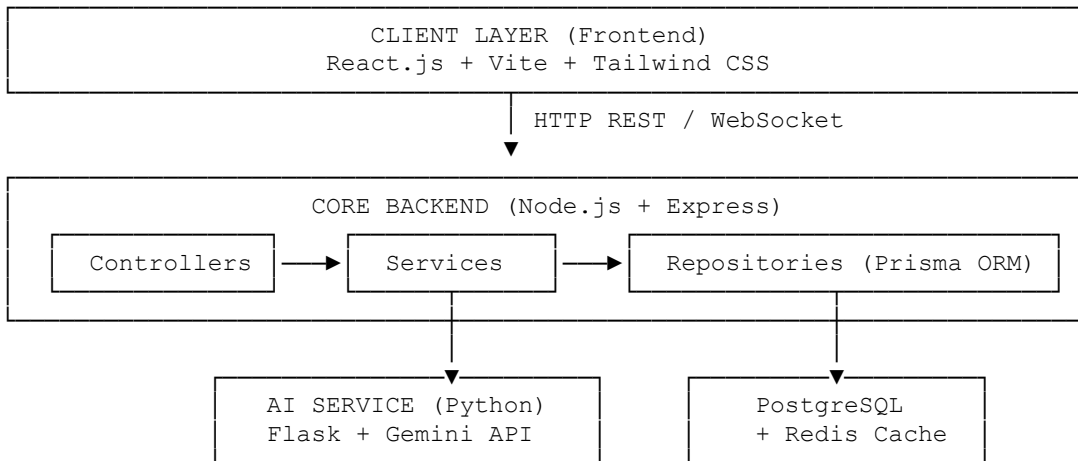 CLIENT LAYER (Frontend)
React.js + Vite + Tailwind CSS
HTTP REST / WebSocket
CORE BACKEND (Node.js + Express)
Controllers
Services
Repositories (Prisma ORM)
AI SERVICE (Python)
Flask + Gemini API
PostgreSQL
+ Redis Cache